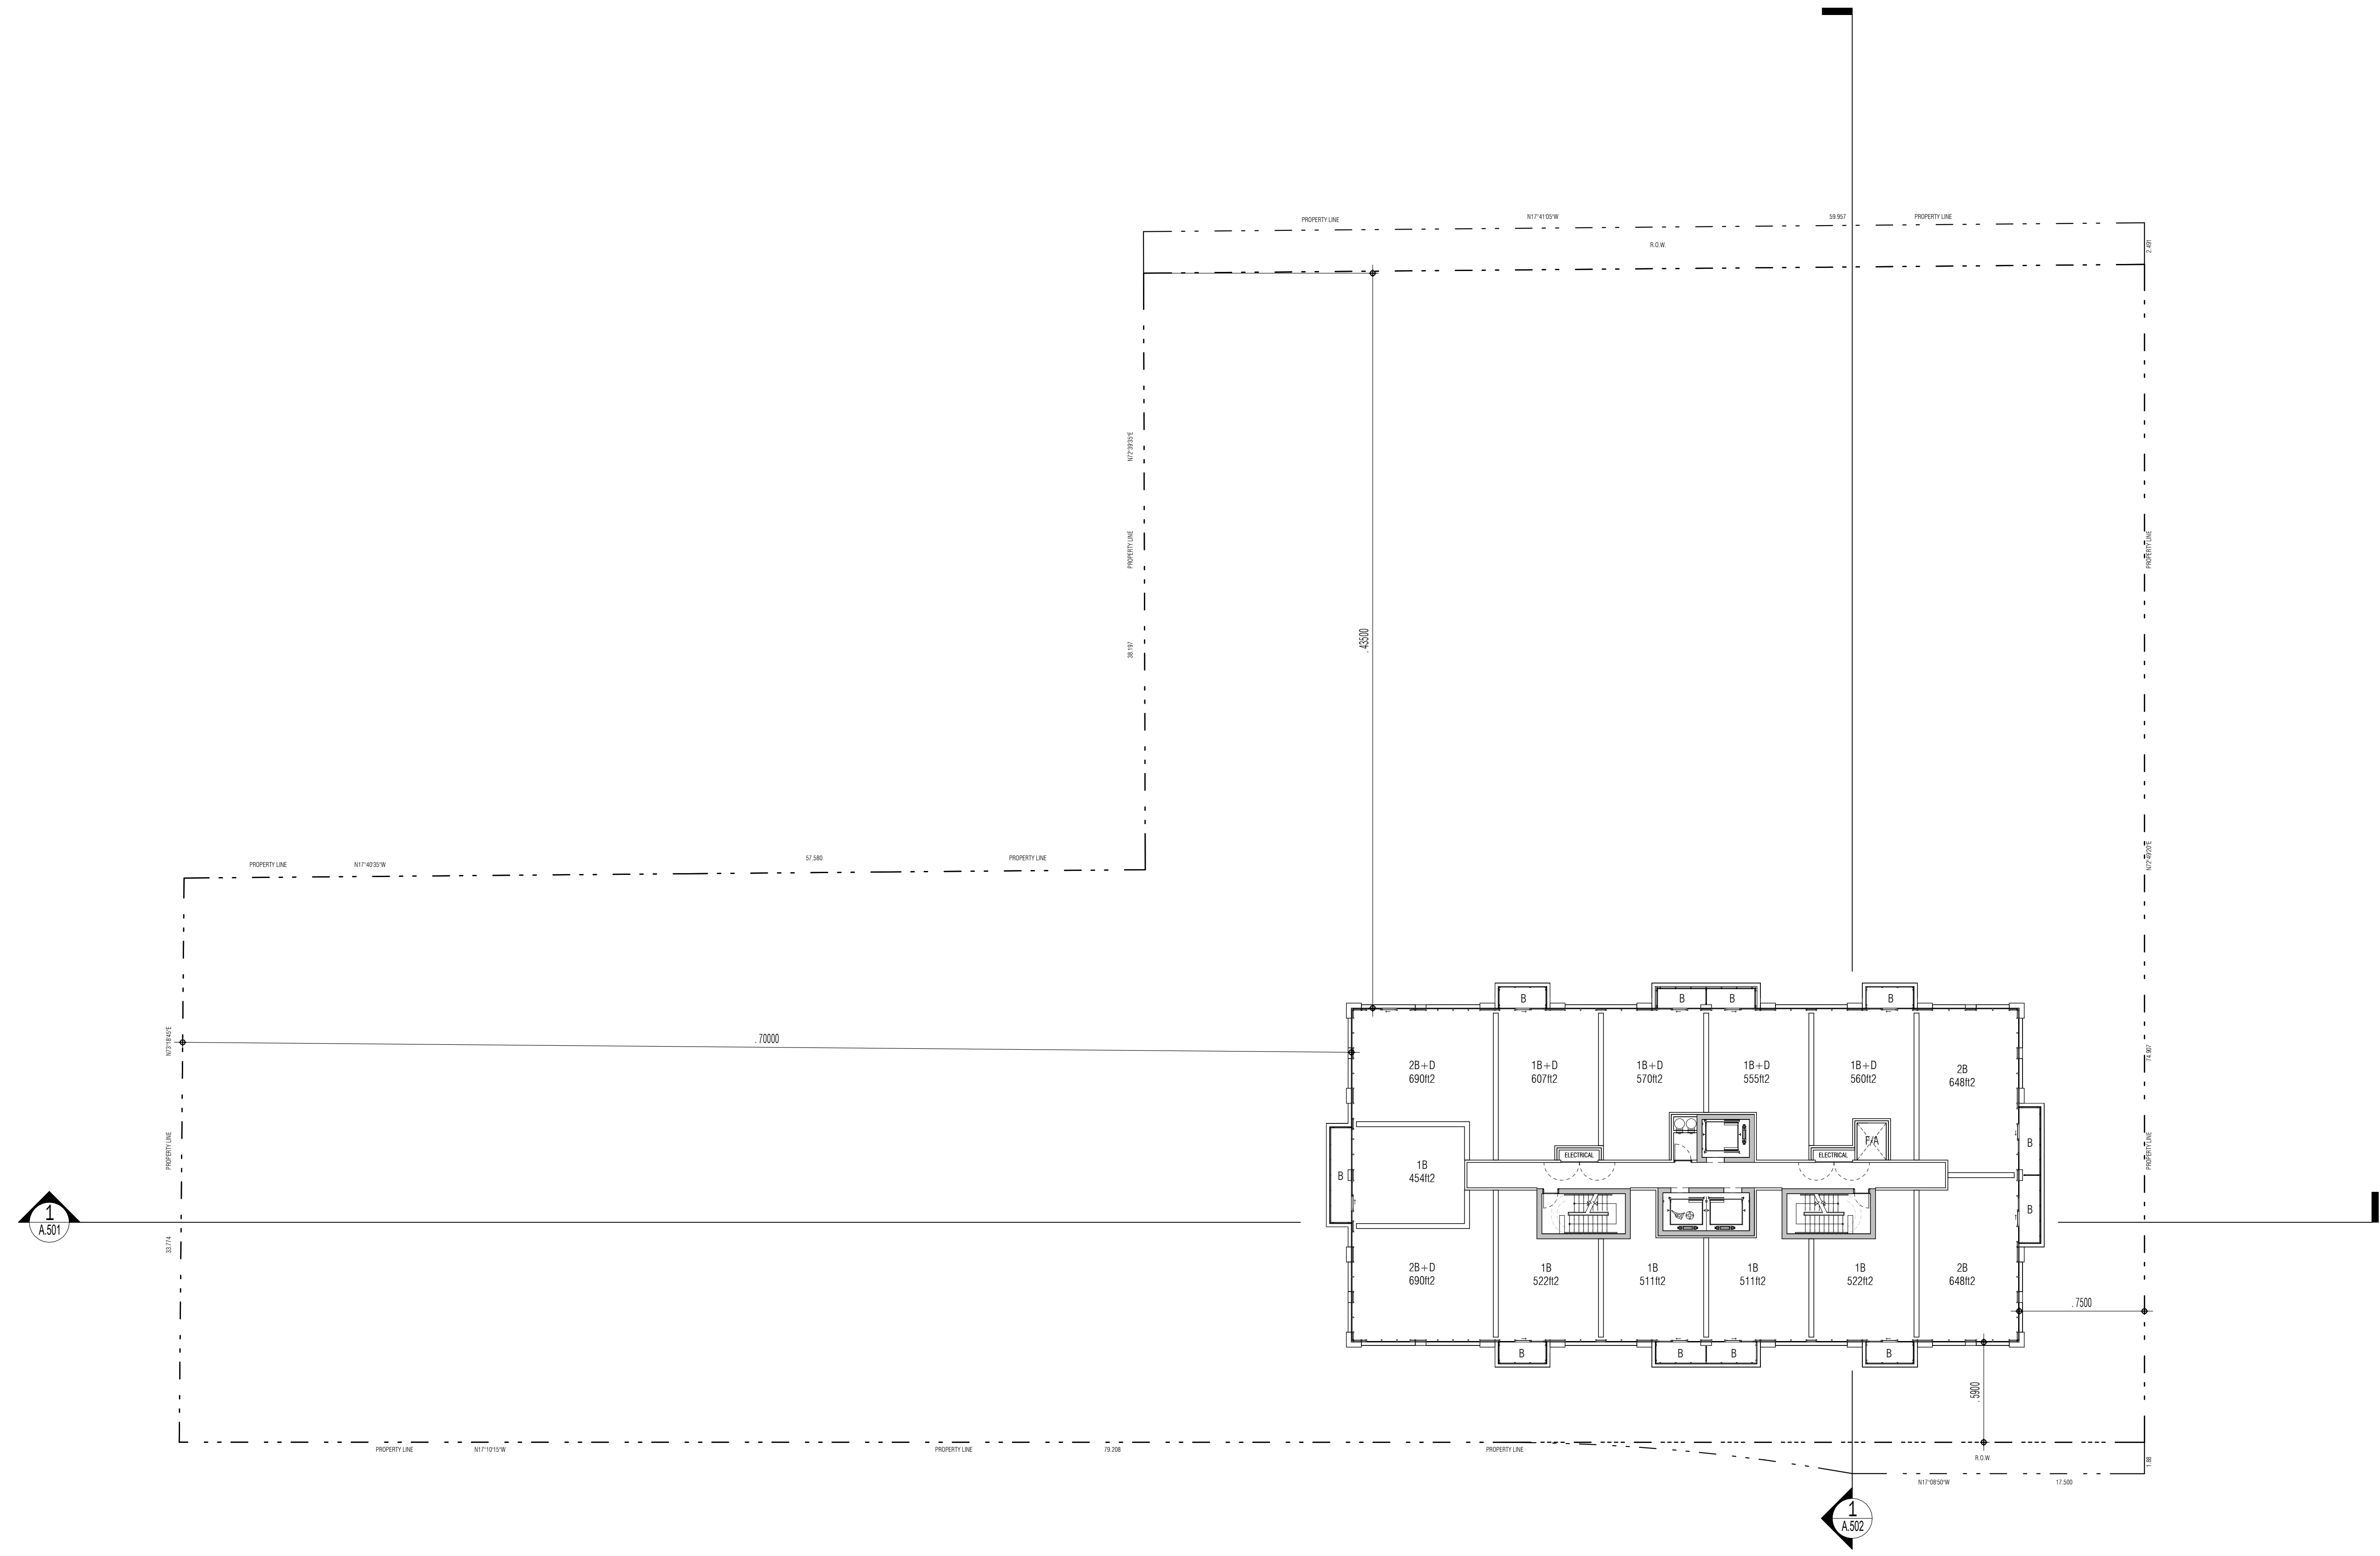 PROPERTY LINE
N17°41'05"W
59.957
PROPERTY LINE
R.O.W.
2.491
N72°39'35"E
PROPERTY LINE
38.197
. 43500
PROPERTY LINE
N72°49'20"E
74.907
PROPERTY LINE
PROPERTY LINE
N17°40'35"W
57.580
PROPERTY LINE
N73°18'45"E
PROPERTY LINE
33.774
. 70000
B
B
B
B
2B+D
690ft2
1B+D
607ft2
1B+D
570ft2
1B+D
555ft2
1B+D
560ft2
2B
648ft2
B
1B
454ft2
ELECTRICAL
ELECTRICAL
F/A
B
B
2B+D
690ft2
1B
522ft2
1B
511ft2
1B
511ft2
1B
522ft2
2B
648ft2
B
B
B
B
. 7500
. 5900
1
A.501
PROPERTY LINE
N17°10'15"W
PROPERTY LINE
79.208
PROPERTY LINE
R.O.W.
1.88
N17°08'50"W
17.500
1
A.502